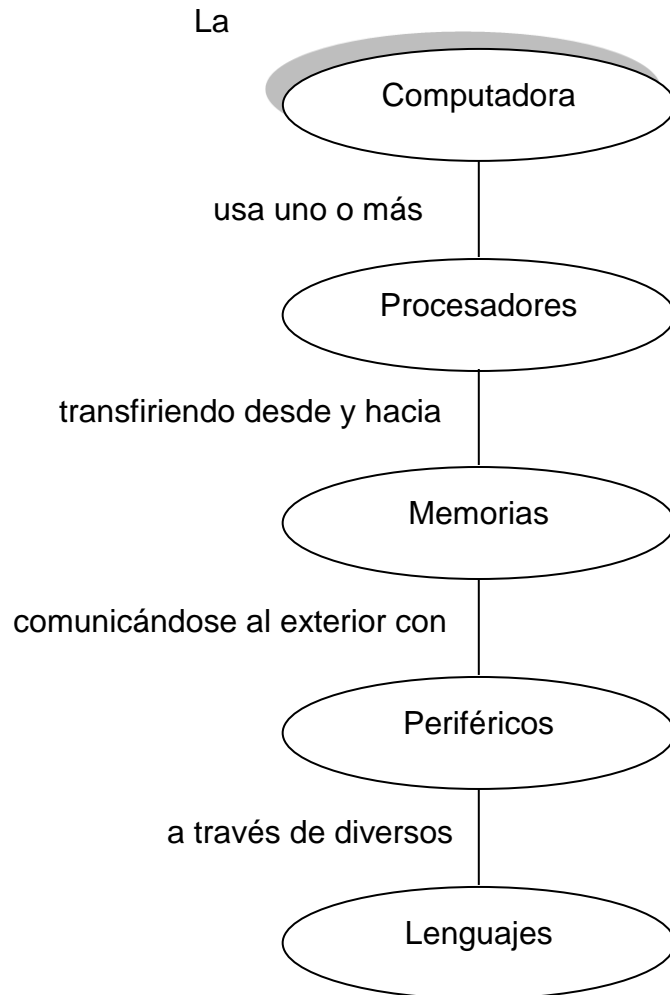 La
Computadora
usa uno o más
Procesadores
transfiriendo desde y hacia
Memorias
comunicándose al exterior con
Periféricos
a través de diversos
Lenguajes